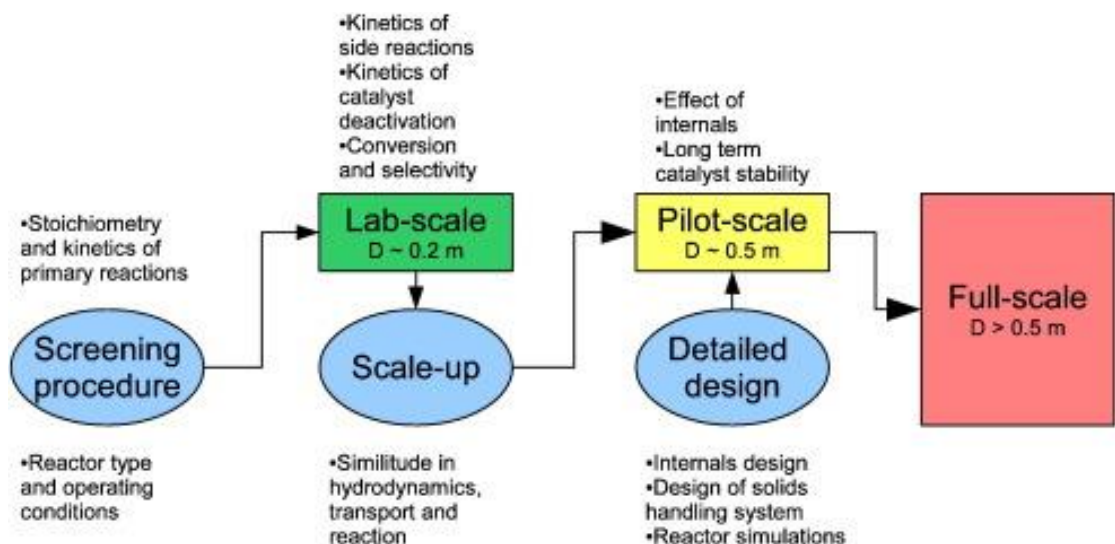 •Kinetics of
side reactions
•Kinetics of
catalyst
deactivation
•Conversion
and selectivity
•Effect of
internals
•Long term
catalyst stability
•Stoichiometry
and kinetics of
primary reactions
Lab-scale
D ~ 0.2 m
Pilot-scale
D ~ 0.5 m
Full-scale
D > 0.5 m
Screening
procedure
Scale-up
Detailed
design
•Reactor type
and operating
conditions
•Similitude in
hydrodynamics,
transport and
reaction
•Internals design
•Design of solids
handling system
•Reactor simulations